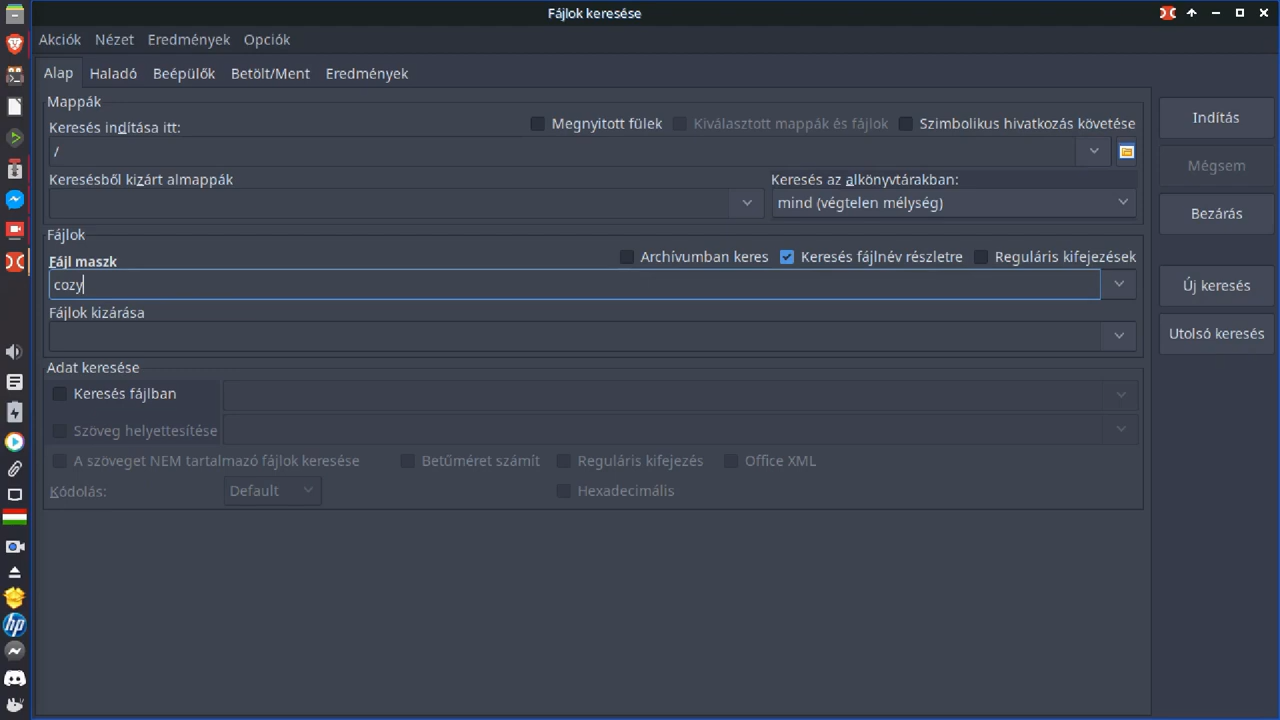 Fájlok keresése
Akciók Nézet Eredmények Opciók
Alap Haladó Beépülők Betölt/Ment Eredmények
Mappák
Keresés indítása itt: Megnyitott fülek Kiválasztott mappák és fájlok Szimbolikus hivatkozás követése
/
Keresésből kizárt almappák Keresés az alkönyvtárakban:
mind (végtelen mélység)
Fájlok
Fájl maszk Archívumban keres Keresés fájlnév részletre Reguláris kifejezések
cozy
Fájlok kizárása
Adat keresése
Keresés fájlban
Szöveg helyettesítése
A szöveget NEM tartalmazó fájlok keresése Betűméret számít Reguláris kifejezés Office XML
Kódolás: Default Hexadecimális
Indítás
Mégsem
Bezárás
Új keresés
Utolsó keresés
hp